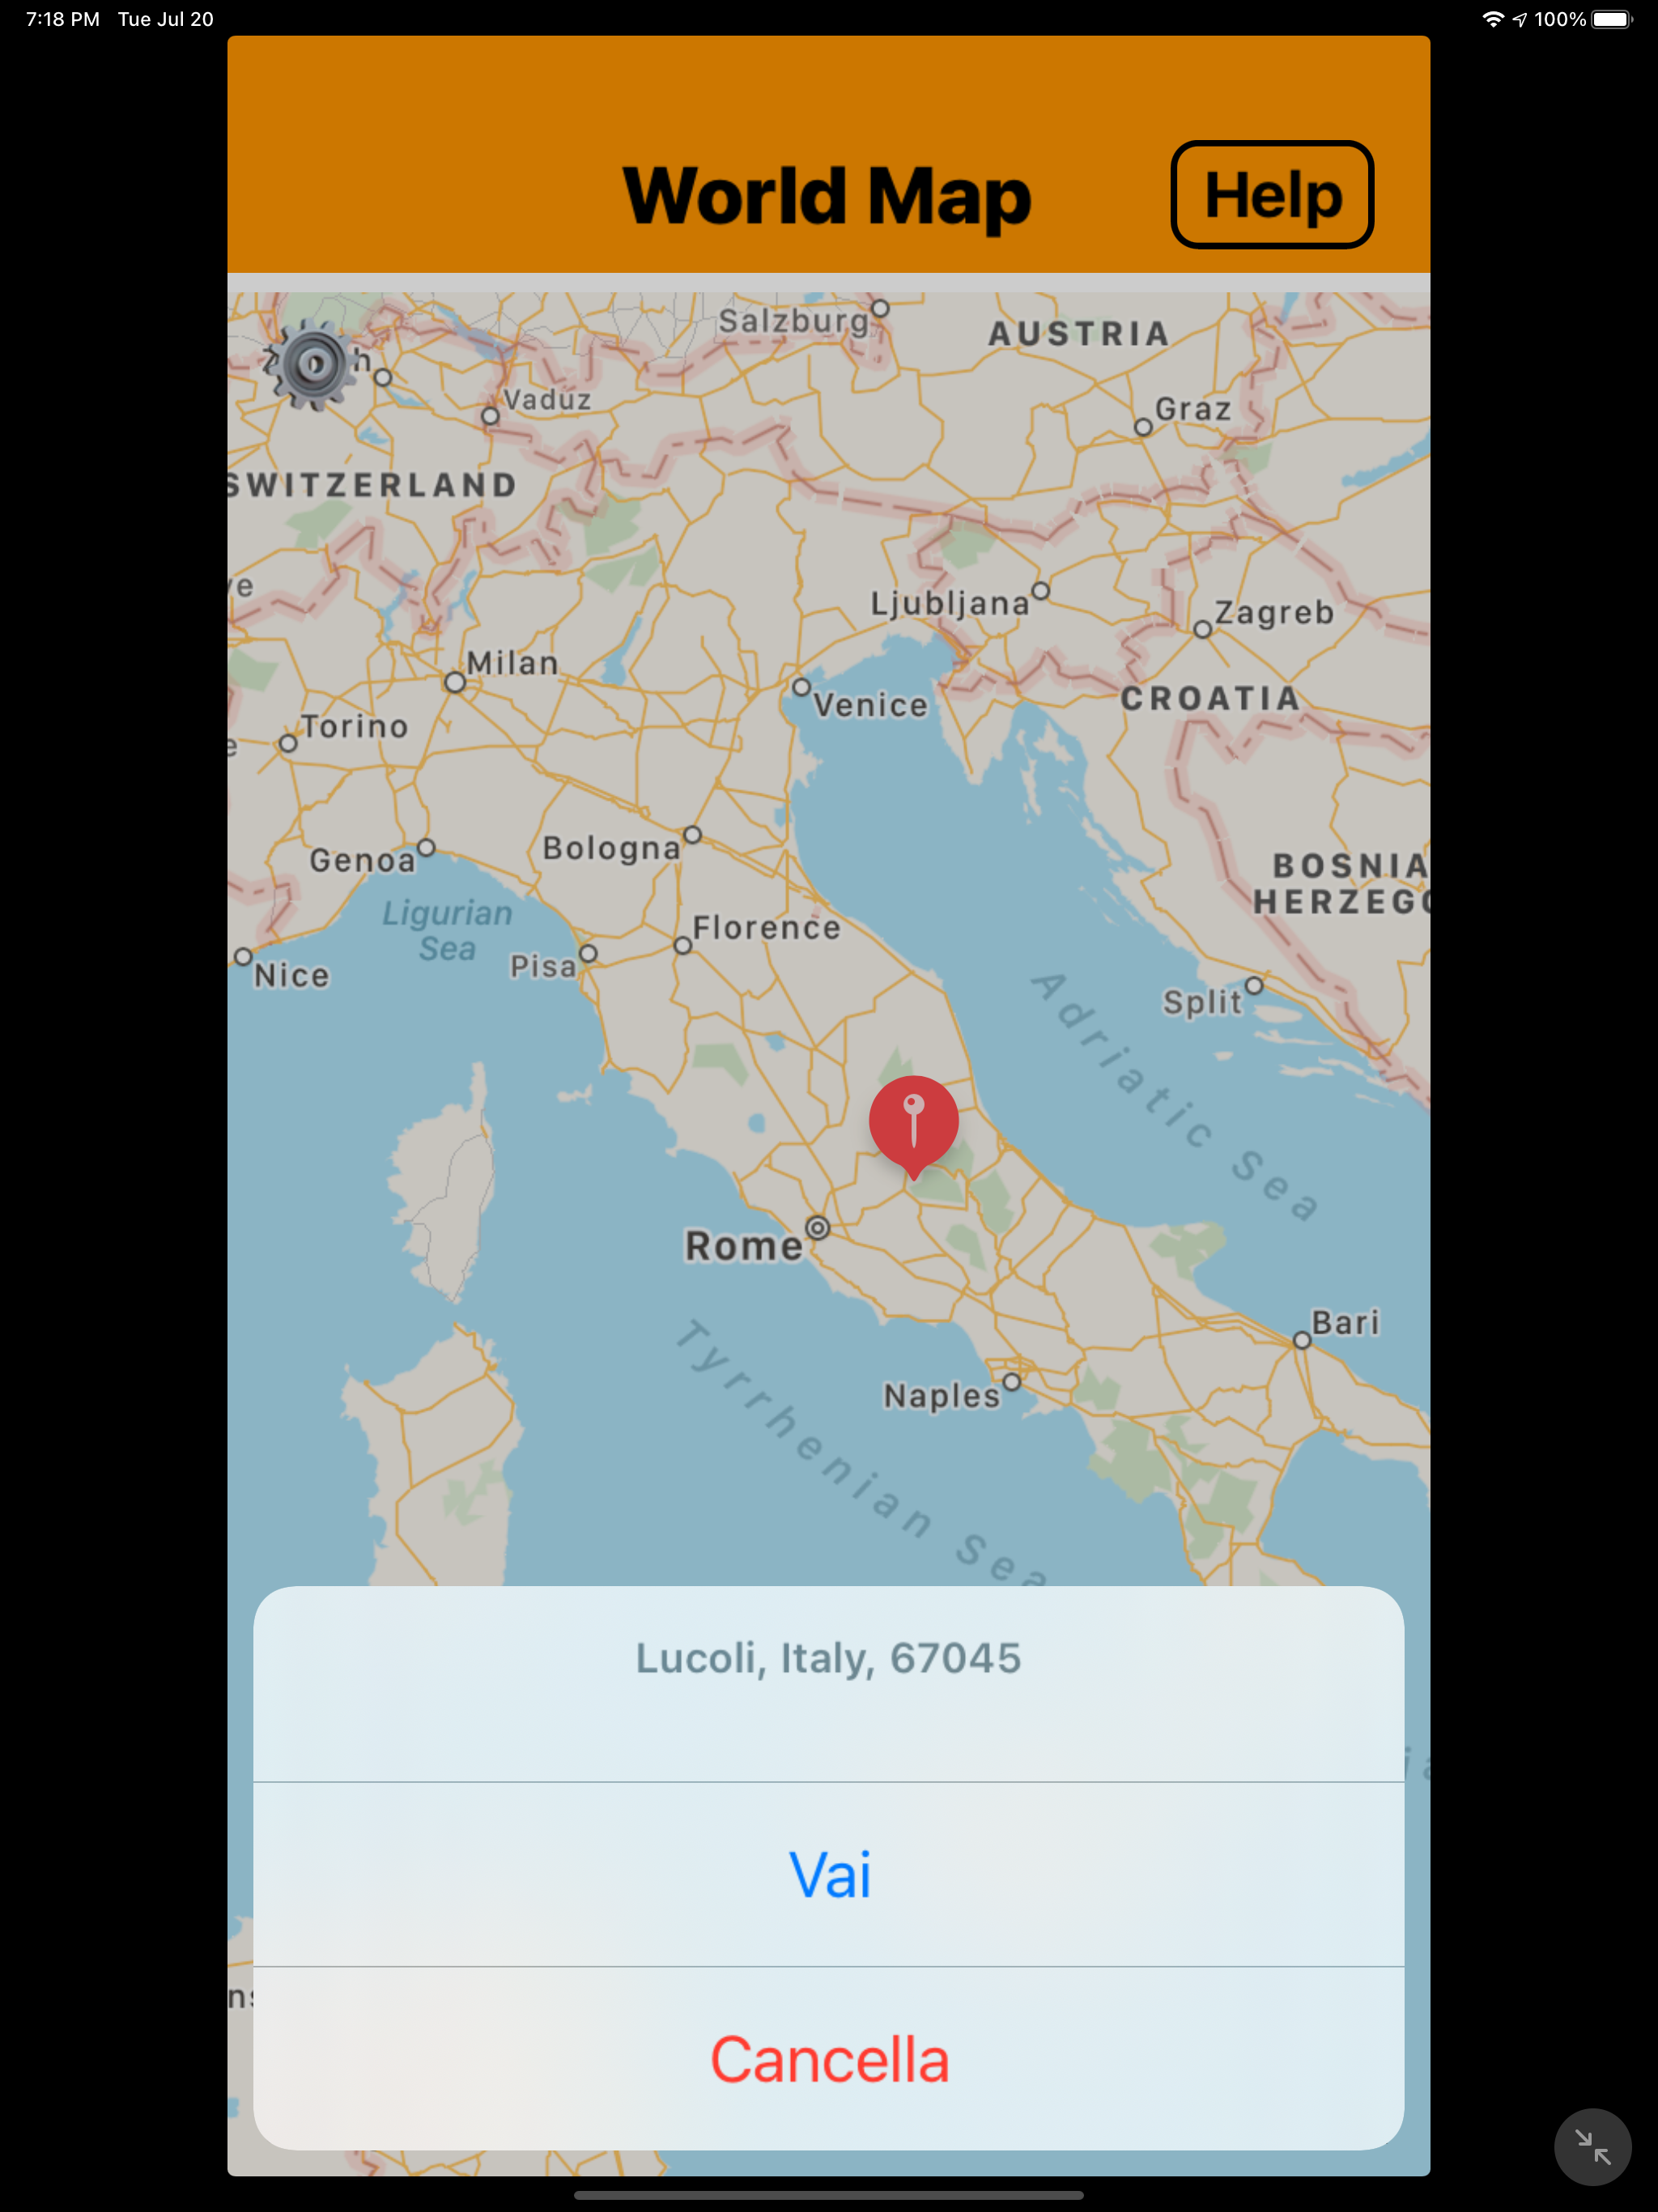 7:18 PM Tue Jul 20
100%
World Map
Help
Salzburg
AUSTRIA
Vaduz
Graz
SWITZERLAND
Ljubljana
Zagreb
Milan
Venice
CROATIA
Torino
Bologna
Genoa
BOSNIA
Ligurian
Sea
Florence
Pisa
Nice
Adriatic Sea
Split
Rome
Bari
Naples
Tyrrhenian Sea
Lucoli, Italy, 67045
Vai
Cancella